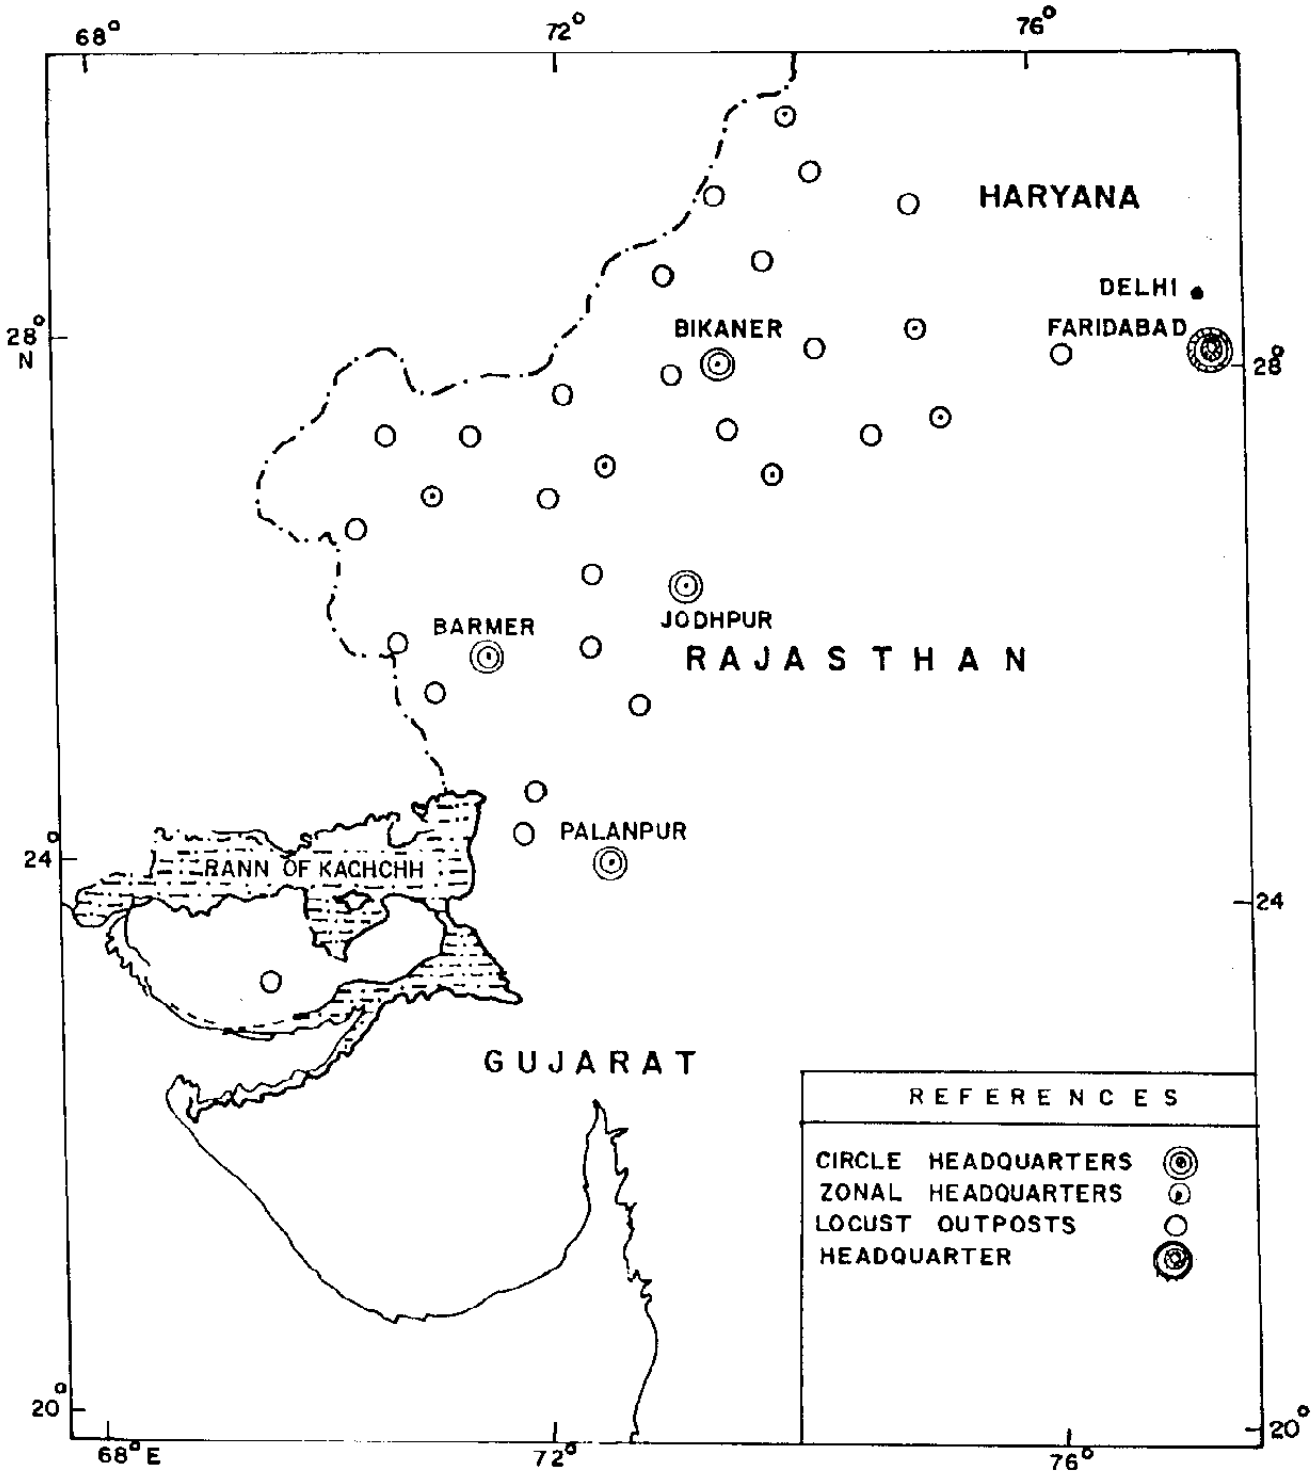 68° 72° 76°
HARYANA
DELHI
28° N
BIKANER
FARIDABAD
28°
BARMER
JODHPUR
RAJASTHAN
PALANPUR
24°
RANN OF KACHCHH
24
GUJARAT
REFERENCES
CIRCLE HEADQUARTERS
ZONAL HEADQUARTERS
LOCUST OUTPOSTS
HEADQUARTER
20°
20°
68°E 72° 76°